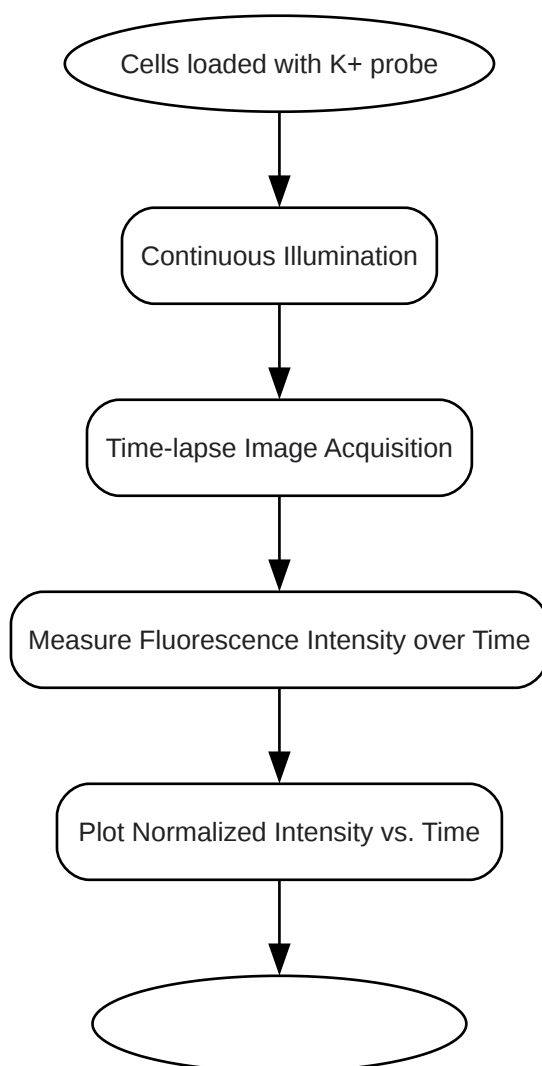 Cells loaded with K+ probe
Continuous Illumination
Time-lapse Image Acquisition
Measure Fluorescence Intensity over Time
Plot Normalized Intensity vs. Time